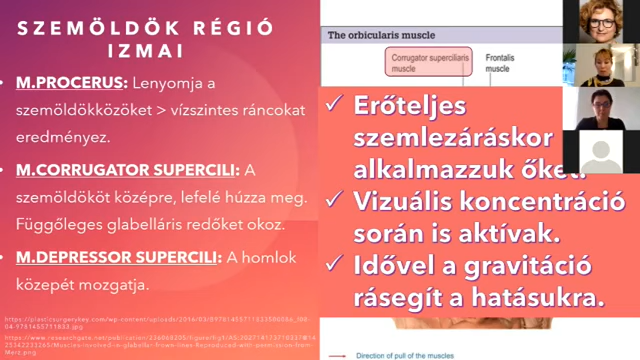 SZEMÖLDÖK RÉGIÓ
IZMAI
• M.PROCERUS: Lenyomja a
szemöldökközöket > vízszintes ráncokat
eredményez.
• M.CORRUGATOR SUPERCILI: A
szemöldököt középre, lefelé húzza meg.
Függőleges glabelláris redőket okoz.
• M.DEPRESSOR SUPERCILI: A homlok
közepét mozgatja.
The orbicularis muscle
Corrugator superciliaris
muscle
Frontalis
muscle
✓ Erőteljes
szemlezáráskor
alkalmazzuk őket.
✓ Vizuális koncentráció
során is aktívak.
✓ Idővel a gravitáció
rásegít a hatásukra.
Direction of pull of the muscles